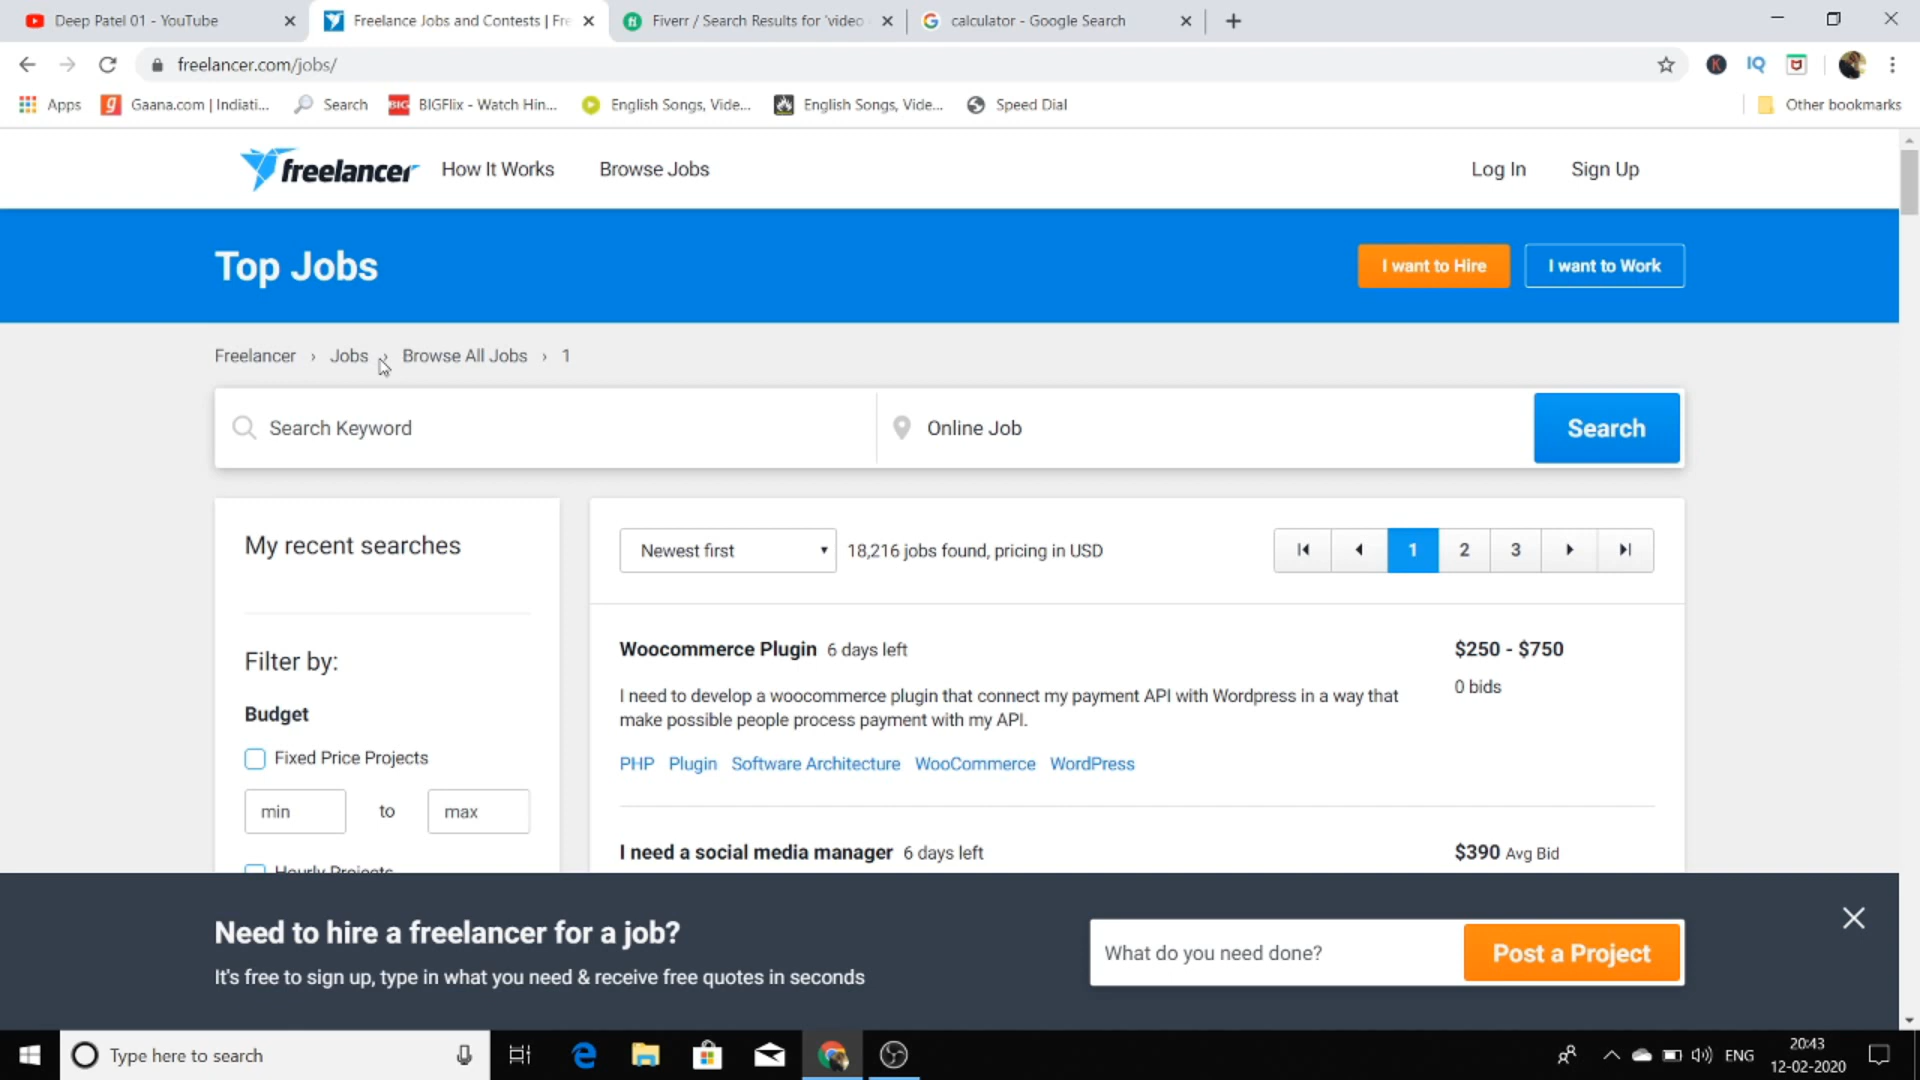 Deep Patel 01 - YouTube
Freelance Jobs and Contests | Fre
Fiverr / Search Results for 'video
calculator - Google Search
freelancer.com/jobs/
Apps
Gaana.com | Indiati...
Search
BIGFlix - Watch Hin...
English Songs, Vide...
English Songs, Vide...
Speed Dial
Other bookmarks
freelancer
How It Works
Browse Jobs
Log In
Sign Up
Top Jobs
I want to Hire
I want to Work
Freelancer › Jobs › Browse All Jobs › 1
Search Keyword
Online Job
Search
My recent searches
Filter by:
Budget
Fixed Price Projects
min
to
max
Hourly Projects
Newest first
18,216 jobs found, pricing in USD
1
2
3
Woocommerce Plugin 6 days left
$250 - $750
0 bids
I need to develop a woocommerce plugin that connect my payment API with Wordpress in a way that
make possible people process payment with my API.
PHP Plugin Software Architecture WooCommerce WordPress
I need a social media manager 6 days left
$390 Avg Bid
Need to hire a freelancer for a job?
It's free to sign up, type in what you need & receive free quotes in seconds
What do you need done?
Post a Project
Type here to search
ENG
20:43
12-02-2020